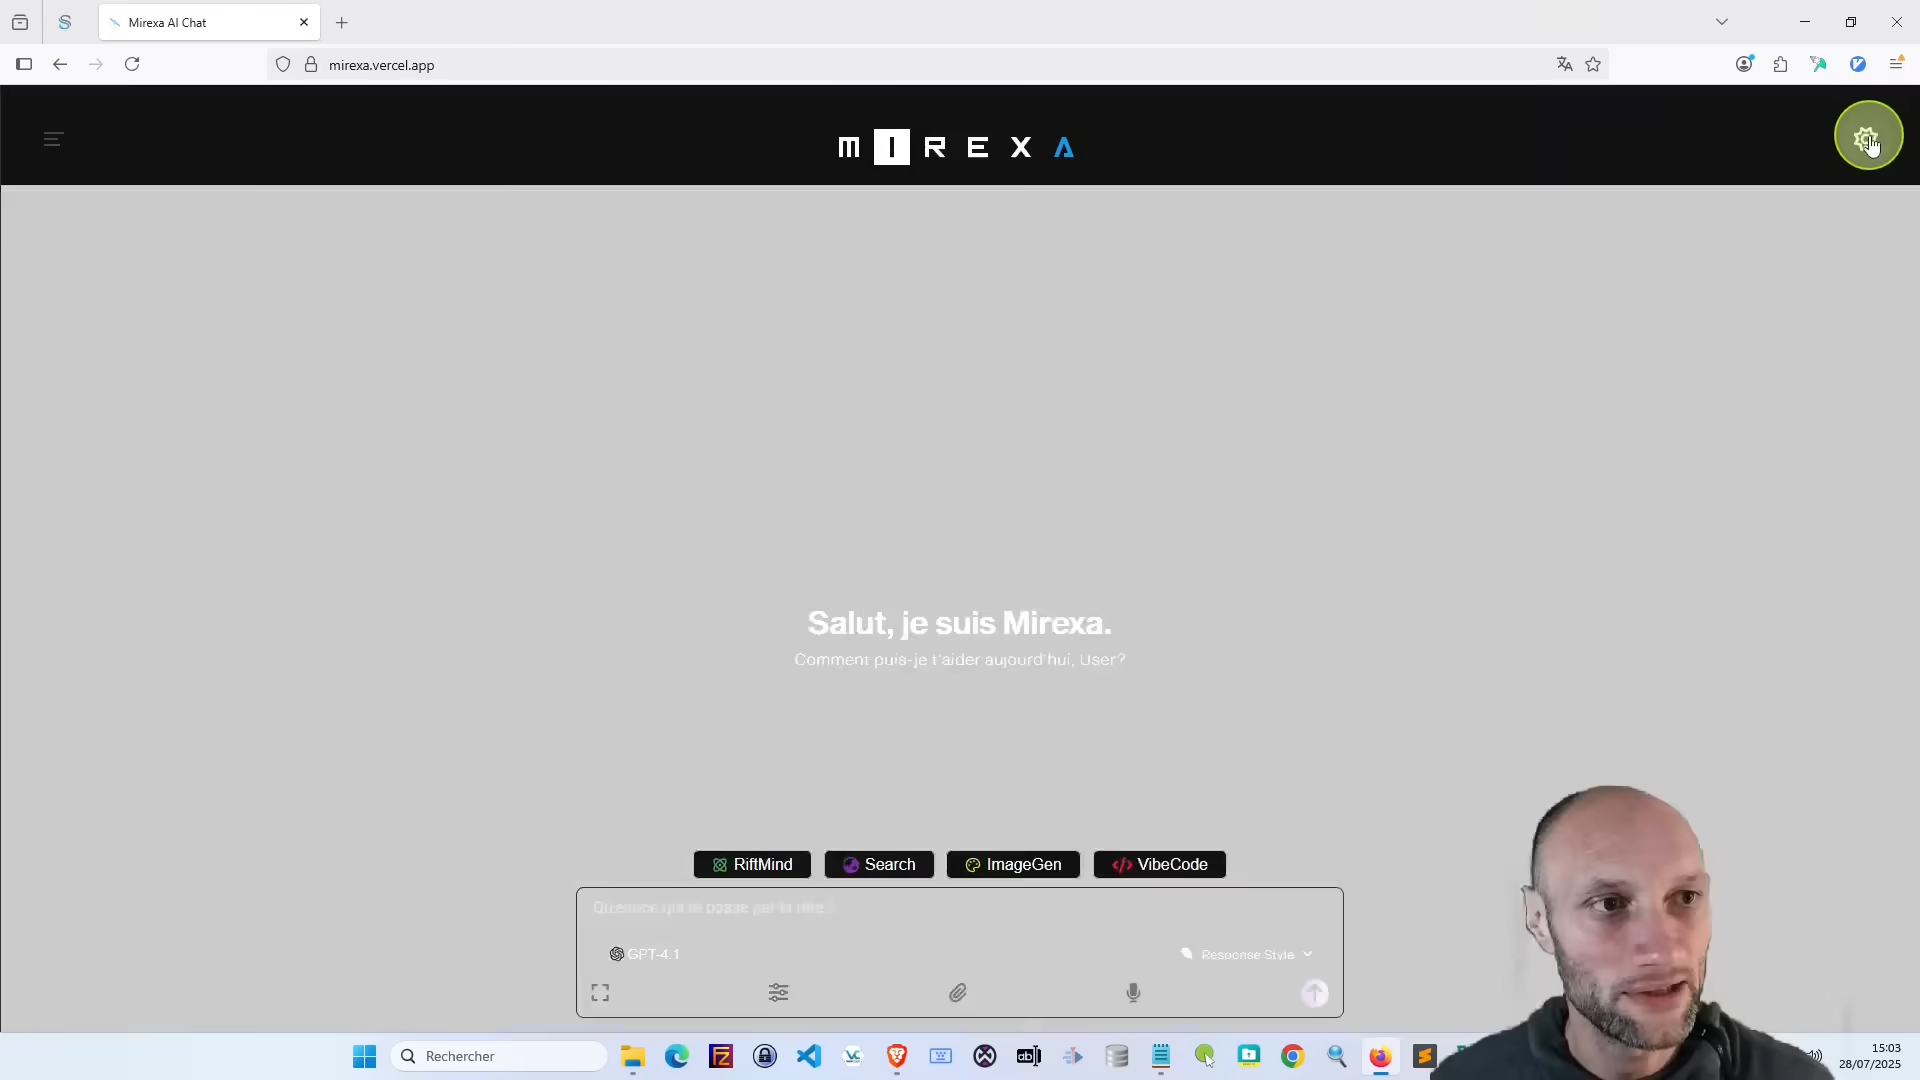 Mirexa AI Chat
mirexa.vercel.app
MIREXA
Salut, je suis Mirexa.
Comment puis-je t'aider aujourd'hui, User?
RiftMind
Search
ImageGen
VibeCode
GPT-4.1
Response Style
Rechercher
15:03
28/07/2025